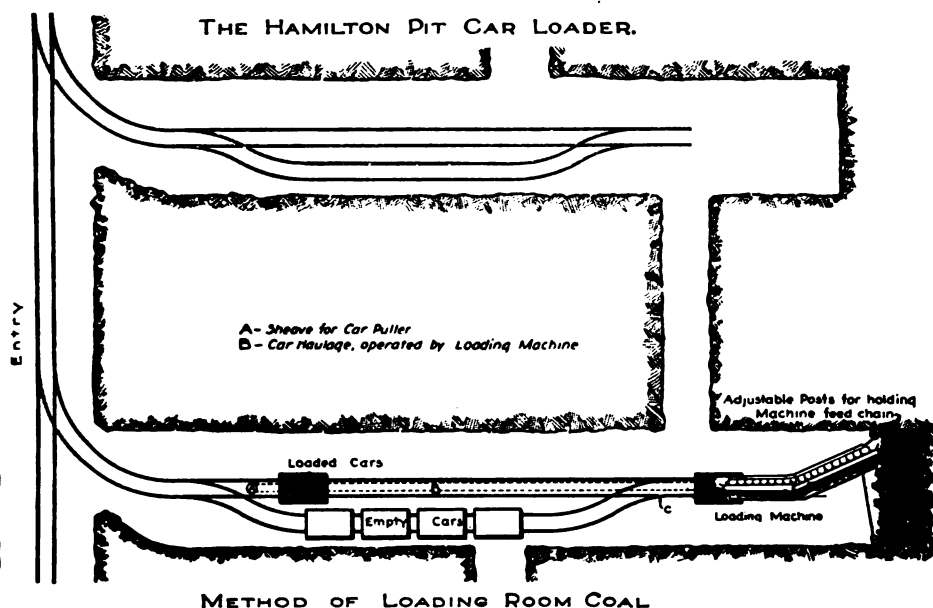 THE HAMILTON PIT CAR LOADER.
Entry
A- Sheave for Car Puller
B- Car Haulage, operated by Loading Machine
Adjustable Posts for holding
Machine feed chain
Loaded Cars
B
C
Empty Cars
Loading Machine
METHOD OF LOADING ROOM COAL